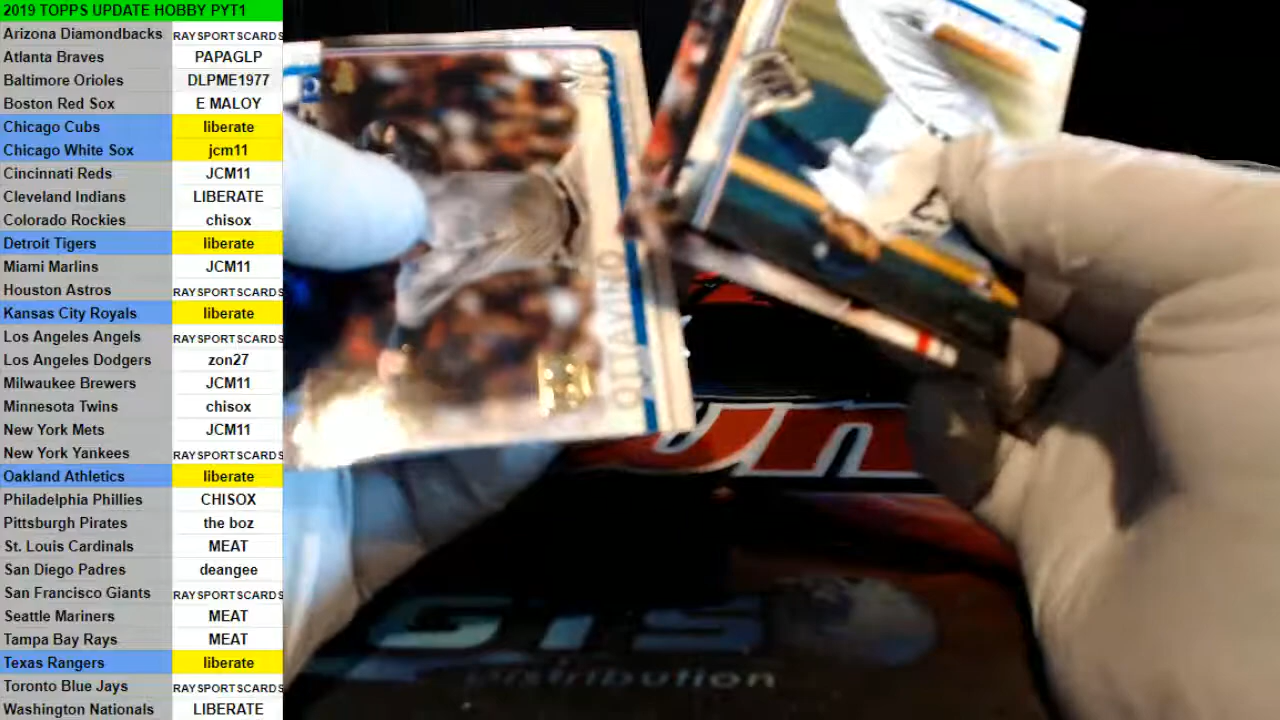 2019 TOPPS UPDATE HOBBY PYT1
Arizona Diamondbacks RAYSPORTSCARDS
Atlanta Braves PAPAGLP
Baltimore Orioles DLPME1977
Boston Red Sox E MALOY
Chicago Cubs liberate
Chicago White Sox jcm11
Cincinnati Reds JCM11
Cleveland Indians LIBERATE
Colorado Rockies chisox
Detroit Tigers liberate
Miami Marlins JCM11
Houston Astros RAYSPORTSCARDS
Kansas City Royals liberate
Los Angeles Angels RAYSPORTSCARDS
Los Angeles Dodgers zon27
Milwaukee Brewers JCM11
Minnesota Twins chisox
New York Mets JCM11
New York Yankees RAYSPORTSCARDS
Oakland Athletics liberate
Philadelphia Phillies CHISOX
Pittsburgh Pirates the boz
St. Louis Cardinals MEAT
San Diego Padres deangee
San Francisco Giants RAYSPORTSCARDS
Seattle Mariners MEAT
Tampa Bay Rays MEAT
Texas Rangers liberate
Toronto Blue Jays RAYSPORTSCARDS
Washington Nationals LIBERATE
OTTAVINO
GTS
Distribution